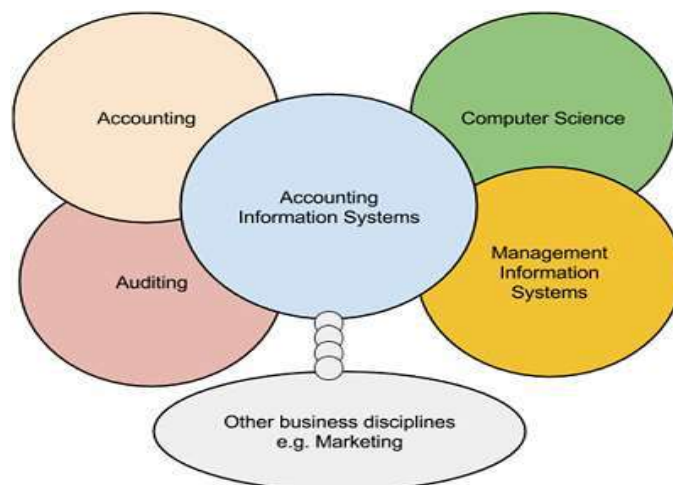 Accounting
Computer Science
Accounting
Information Systems
Auditing
Management
Information
Systems
Other business disciplines
e.g. Marketing